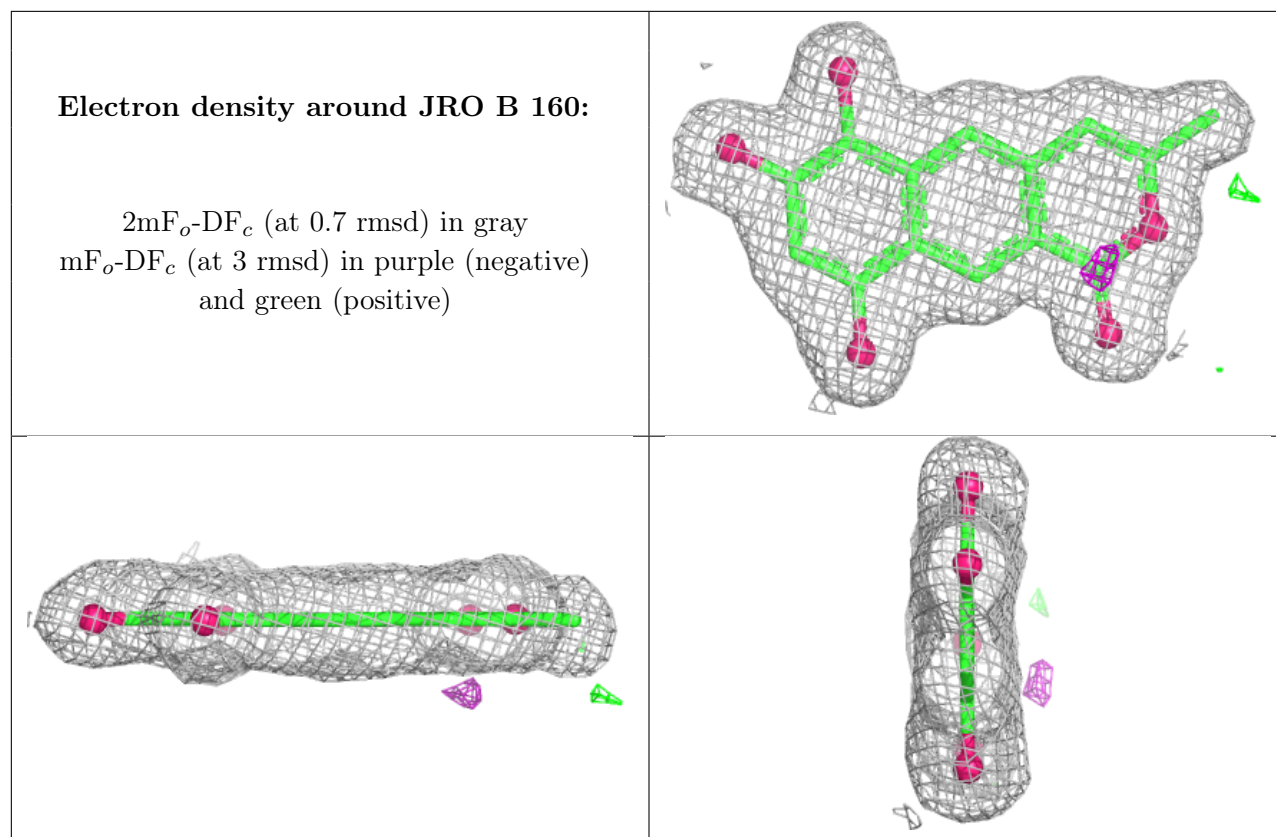 Electron density around JRO B 160:
2mFo-DFc (at 0.7 rmsd) in gray
mFo-DFc (at 3 rmsd) in purple (negative)
and green (positive)